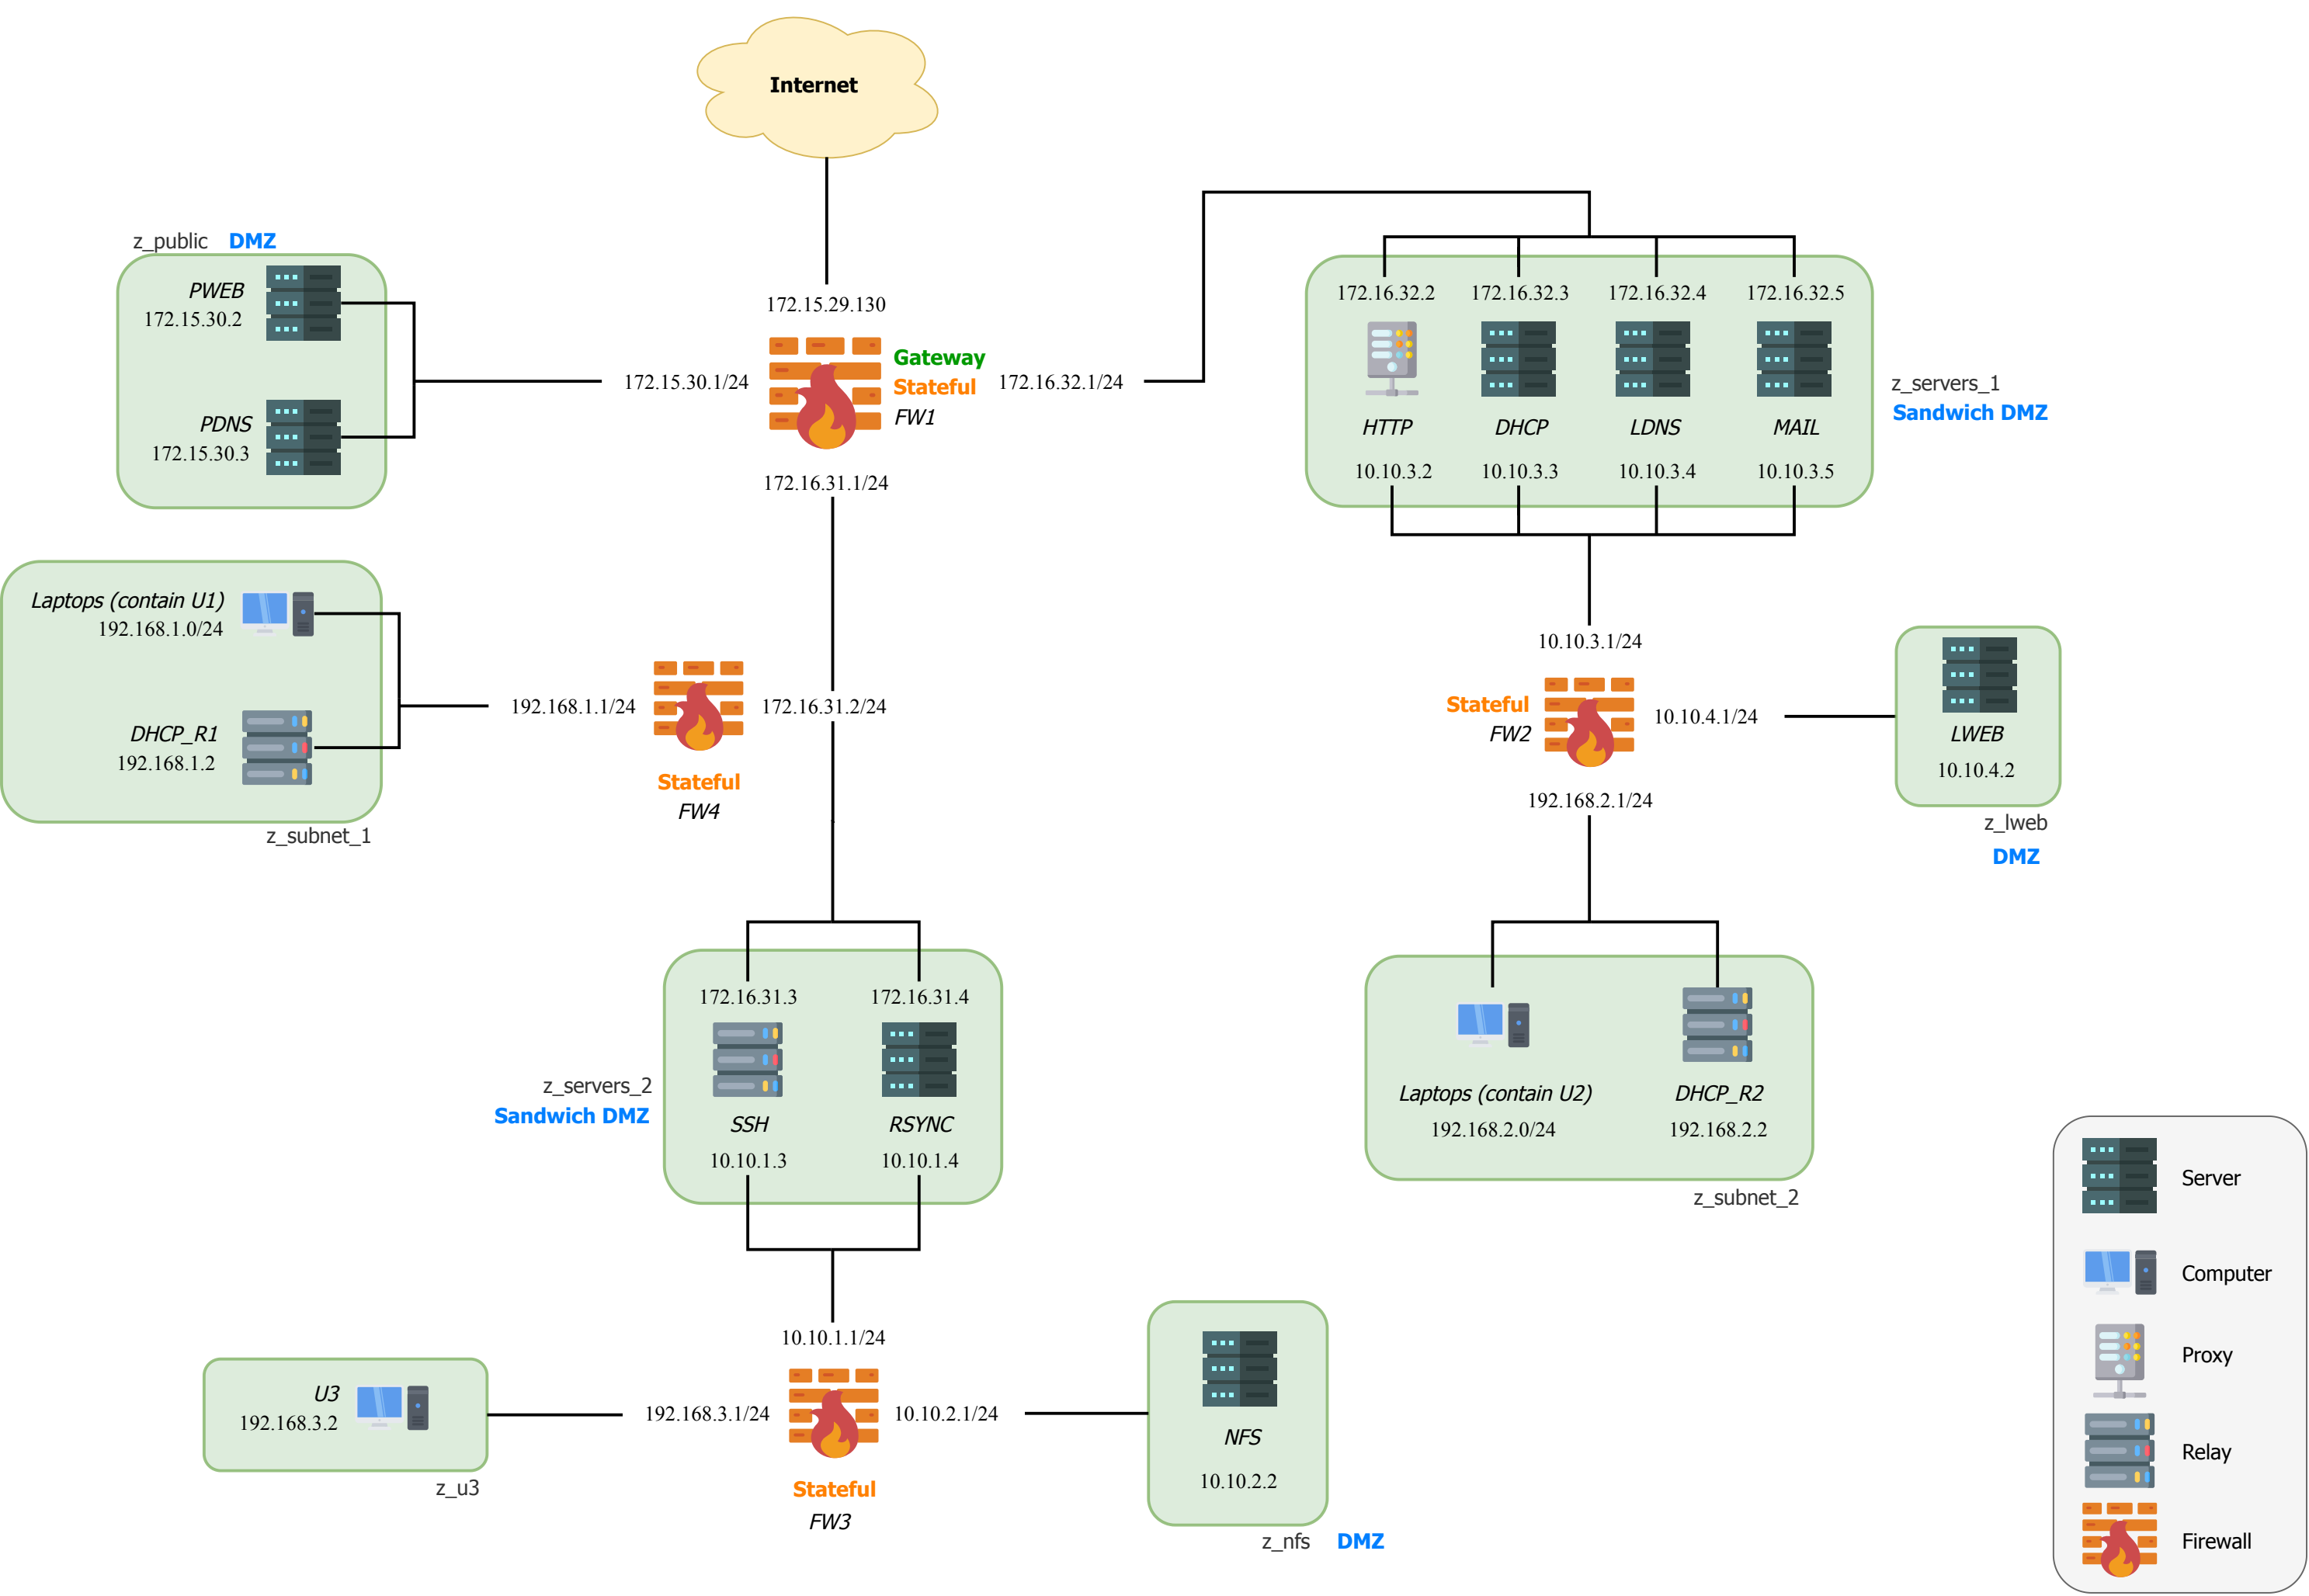 Internet
z_public DMZ
PWEB
172.15.30.2
PDNS
172.15.30.3
172.15.29.130
172.15.30.1/24
Gateway
Stateful
FW1
172.16.32.1/24
172.16.31.1/24
172.16.32.2 172.16.32.3 172.16.32.4 172.16.32.5
HTTP DHCP LDNS MAIL
10.10.3.2 10.10.3.3 10.10.3.4 10.10.3.5
z_servers_1
Sandwich DMZ
Laptops (contain U1)
192.168.1.0/24
DHCP_R1
192.168.1.2
z_subnet_1
192.168.1.1/24
172.16.31.2/24
Stateful
FW4
10.10.3.1/24
Stateful
FW2
10.10.4.1/24
192.168.2.1/24
LWEB
10.10.4.2
z_lweb
DMZ
172.16.31.3 172.16.31.4
SSH RSYNC
10.10.1.3 10.10.1.4
z_servers_2
Sandwich DMZ
Laptops (contain U2) DHCP_R2
192.168.2.0/24 192.168.2.2
z_subnet_2
10.10.1.1/24
192.168.3.1/24
10.10.2.1/24
Stateful
FW3
U3
192.168.3.2
z_u3
NFS
10.10.2.2
z_nfs DMZ
Server
Computer
Proxy
Relay
Firewall